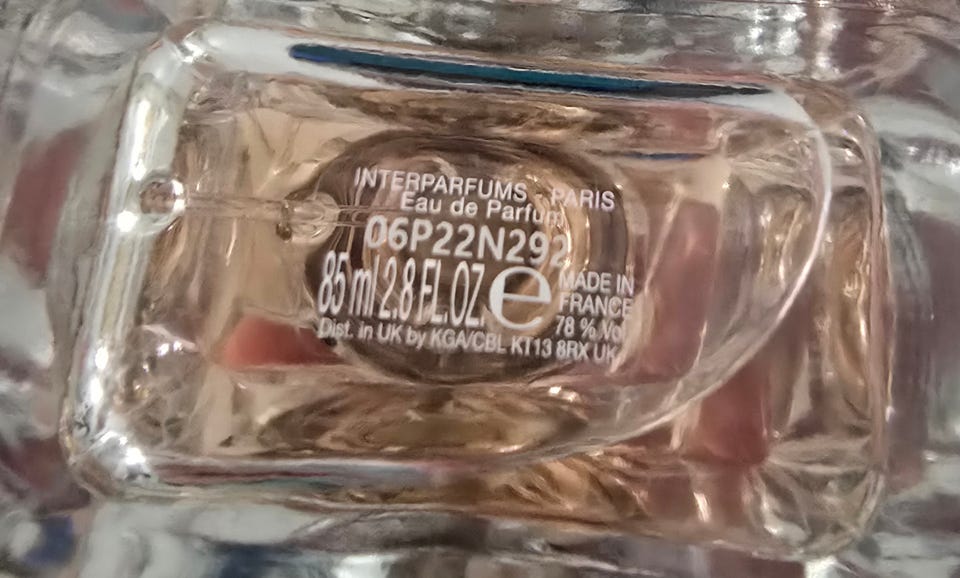 INTERPARFUMS PARIS
Eau de Parfum
06P22N292
85 ml 2.8 FL.OZ. e
MADE IN
FRANCE
78 % Vol
Dist. in UK by KGA/CBL KT13 8RX UK